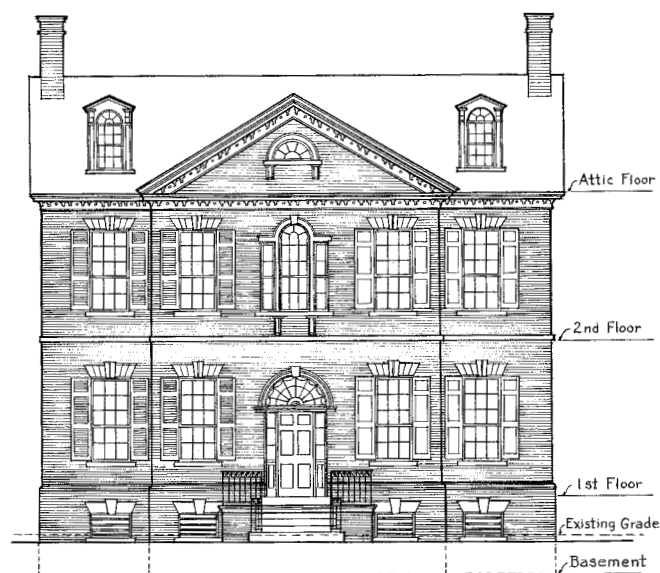 Attic Floor
2nd Floor
1st Floor
Existing Grade
Basement